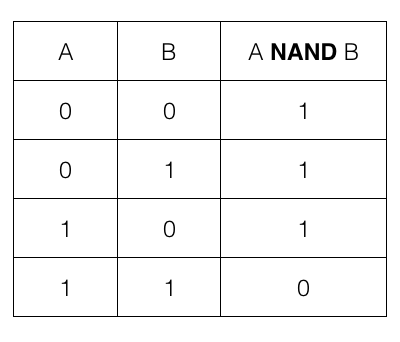 A B A NAND B
0 0 1
0 1 1
1 0 1
1 1 0